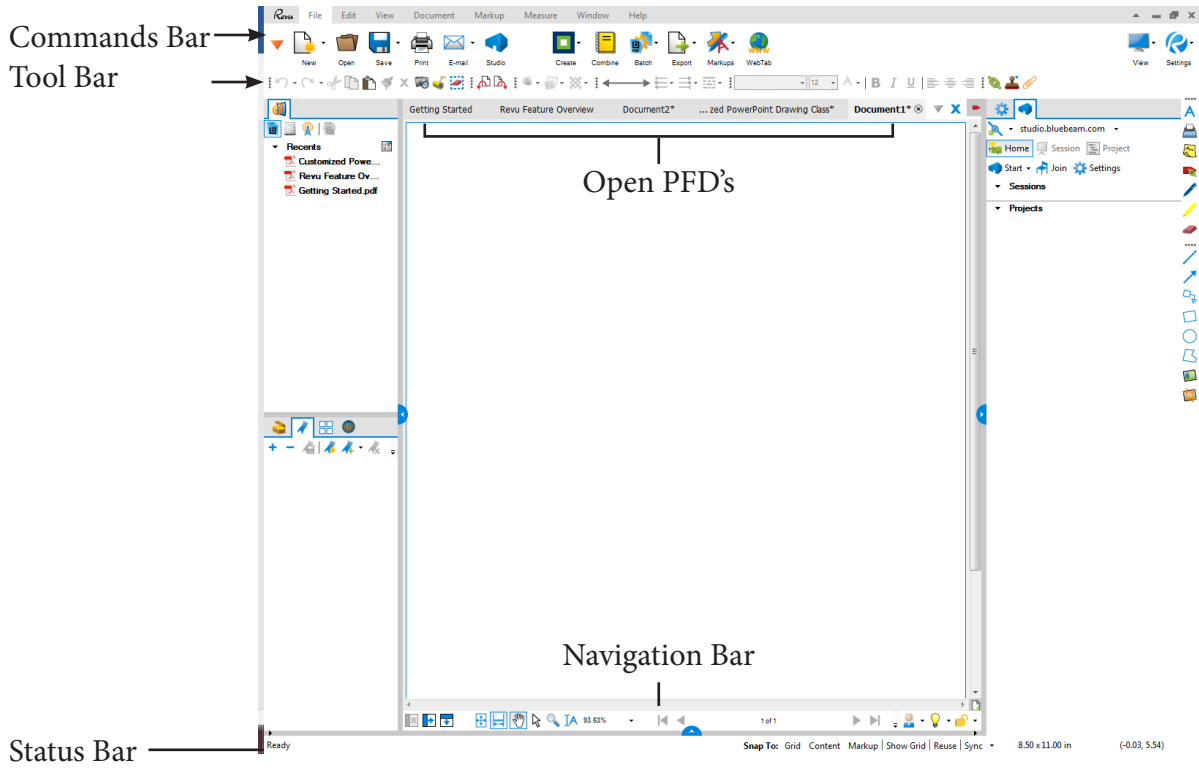 Revu File Edit View Document Markup Measure Window Help
Commands Bar
New Open Save Print E-mail Studio Create Combine Batch Export Markups WebTab View Settings
Tool Bar
12 A B I U
Getting Started Revu Feature Overview Document2* ... zed PowerPoint Drawing Class* Document1*
A
studio.bluebeam.com
Recents
Home Session Project
Customized Powe...
Open PFD's
Start Join Settings
Revu Feature Ov...
Sessions
Getting Started.pdf
Projects
Navigation Bar
93.63% 1 of 1
Status Bar
Ready Snap To: Grid Content Markup Show Grid Reuse Sync 8.50 x 11.00 in (-0.03, 5.54)